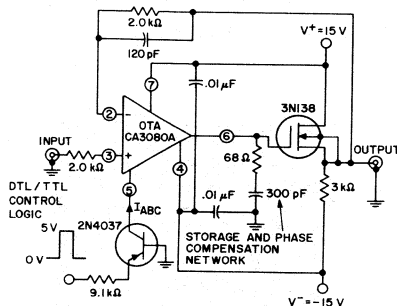 2.0 kΩ
120 pF
V⁺=15 V
.01 μF
7
3N138
2
OTA
CA3080A
6
INPUT
3
2.0 kΩ
OUTPUT
5
4
68 Ω
DTL/TTL
CONTROL
LOGIC
I_ABC
.01 μF
300 pF
3 kΩ
5 V
0 V
2N4037
STORAGE AND PHASE
COMPENSATION
NETWORK
9.1 kΩ
V⁻=−15 V